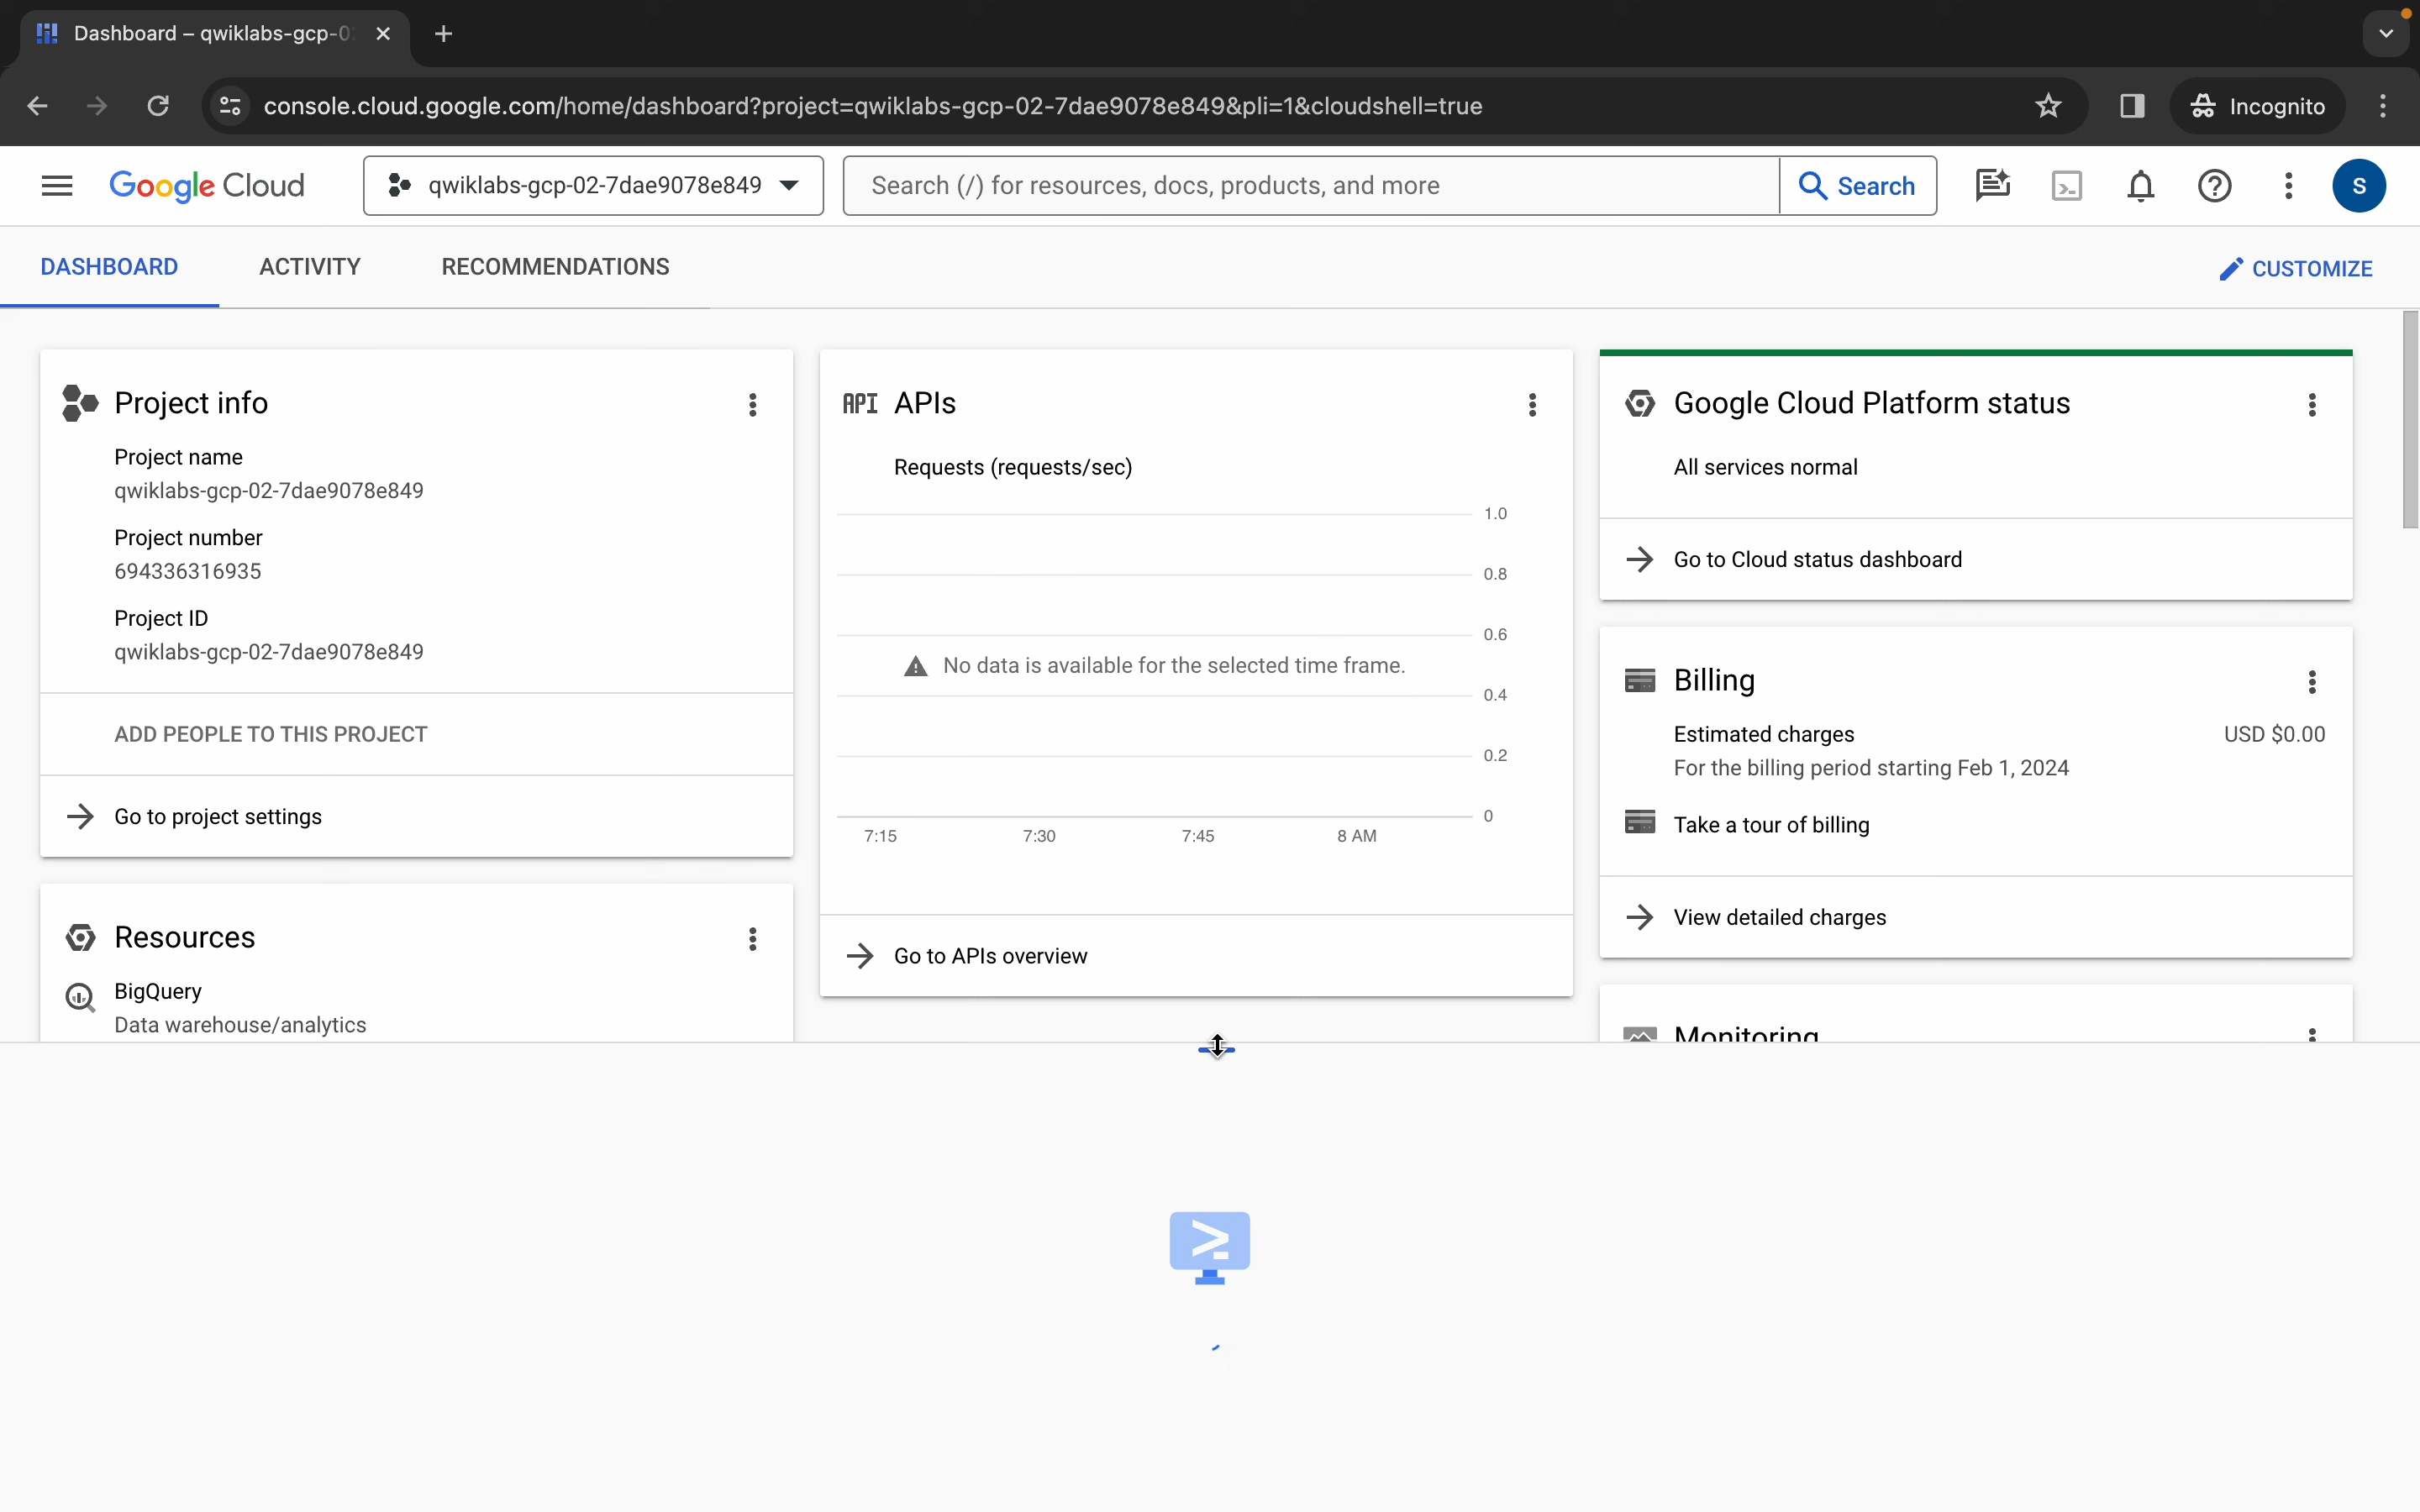 Dashboard – qwiklabs-gcp-0
console.cloud.google.com/home/dashboard?project=qwiklabs-gcp-02-7dae9078e849&pli=1&cloudshell=true
Incognito
Google Cloud
qwiklabs-gcp-02-7dae9078e849
Search (/) for resources, docs, products, and more
Search
S
DASHBOARD
ACTIVITY
RECOMMENDATIONS
CUSTOMIZE
Project info
Project name
qwiklabs-gcp-02-7dae9078e849
Project number
694336316935
Project ID
qwiklabs-gcp-02-7dae9078e849
ADD PEOPLE TO THIS PROJECT
Go to project settings
Resources
BigQuery
Data warehouse/analytics
API APIs
Requests (requests/sec)
1.0
0.8
0.6
No data is available for the selected time frame.
0.4
0.2
0
7:15 7:30 7:45 8 AM
Go to APIs overview
Google Cloud Platform status
All services normal
Go to Cloud status dashboard
Billing
Estimated charges USD $0.00
For the billing period starting Feb 1, 2024
Take a tour of billing
View detailed charges
Monitoring